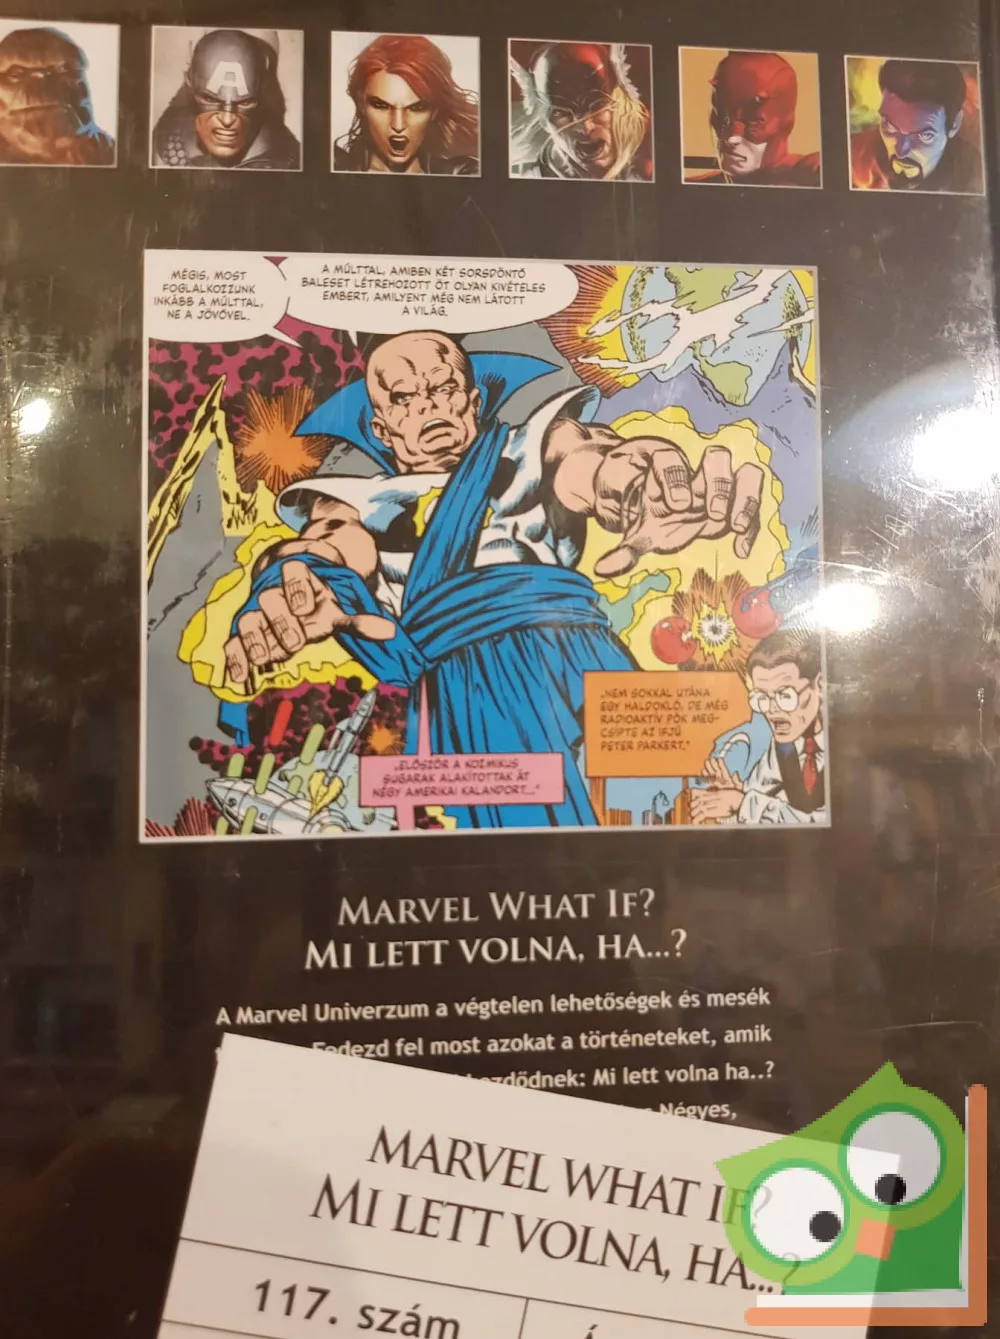 MÉGIS, MOST
FOGLALKOZZUNK
INKÁBB A MÚLTTAL,
NE A JÖVŐVEL.
A MÚLTTAL, AMIBEN KÉT SORSDÖNTŐ
BALESET LÉTREHOZOTT ÖT OLYAN KIVÉTELES
EMBERT, AMILYENT MÉG NEM LÁTOTT
A VILÁG.
„NEM SOKKAL UTÁNA
EGY HALDOKLÓ, DE MÉG
RADIOAKTÍV PÓK MEG-
CSÍPTE AZ IFJÚ
PETER PARKERT."
„ELŐSZÖR A KOZMIKUS
SUGARAK ALAKÍTOTTAK ÁT
NÉGY AMERIKAI KALANDORT..."
MARVEL WHAT IF?
MI LETT VOLNA, HA...?
A Marvel Univerzum a végtelen lehetőségek és mesék
Fedezd fel most azokat a történeteket, amik
Mi lett volna ha..?
Négyes,
MARVEL WHAT IF?
MI LETT VOLNA, HA...?
117. szám